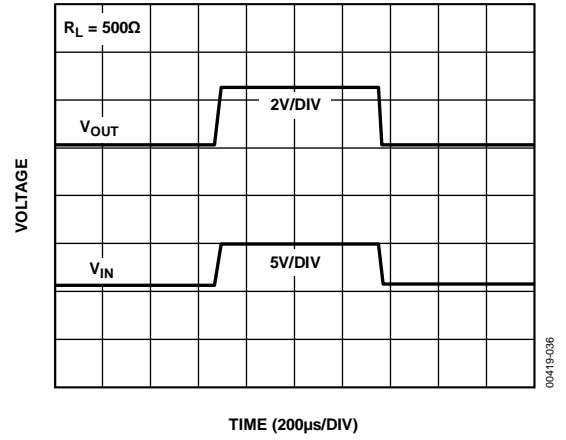 R_L = 500Ω
2V/DIV
V_OUT
VOLTAGE
5V/DIV
V_IN
00419-036
TIME (200µs/DIV)